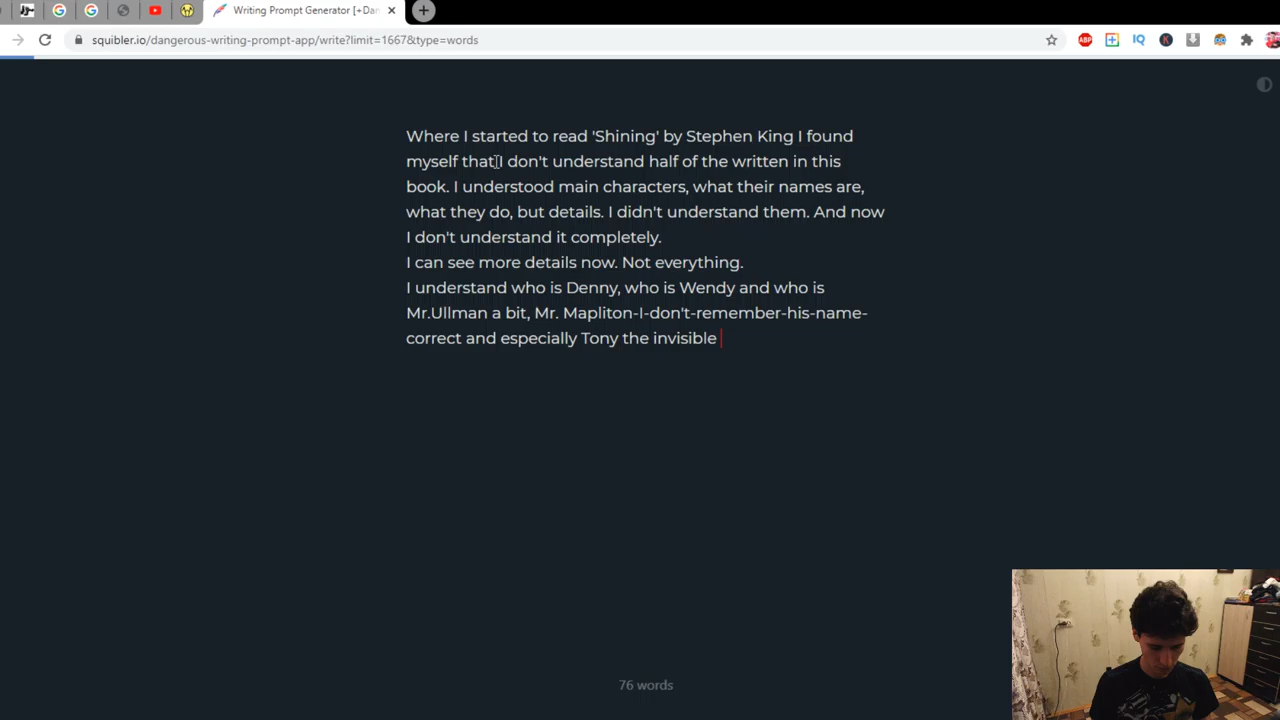 Writing Prompt Generator [+Dan
squibler.io/dangerous-writing-prompt-app/write?limit=1667&type=words
ABP
IQ
K
Where I started to read 'Shining' by Stephen King I found
myself that I don't understand half of the written in this
book. I understood main characters, what their names are,
what they do, but details. I didn't understand them. And now
I don't understand it completely.
I can see more details now. Not everything.
I understand who is Denny, who is Wendy and who is
Mr.Ullman a bit, Mr. Mapliton-I-don't-remember-his-name-
correct and especially Tony the invisible
76 words